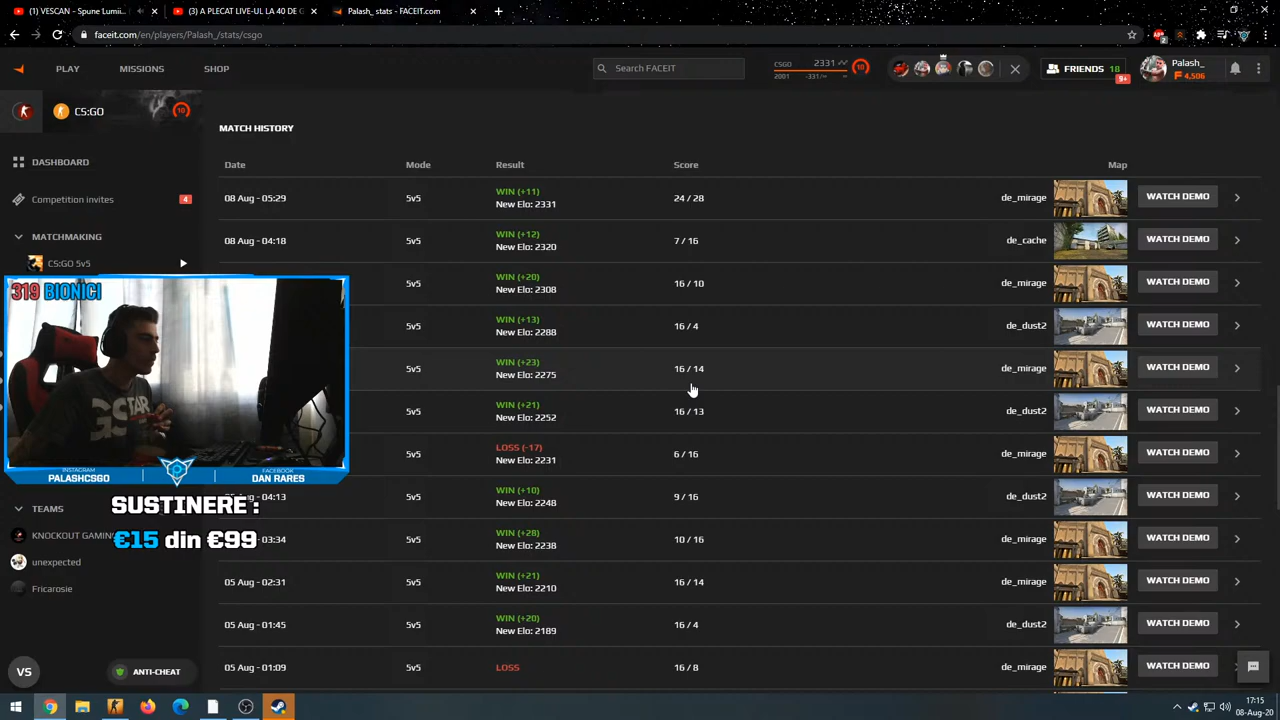 (1) VESCAN - Spune Lumii
(3) A PLECAT LIVE-UL LA 40 DE G
Palash_ stats - FACEIT.com
faceit.com/en/players/Palash_/stats/csgo
PLAY
MISSIONS
SHOP
Search FACEIT
CSGO 2331
2001 -331/∞
10
FRIENDS 18
9+
Palash_
4,506
CS:GO
10
DASHBOARD
Competition invites 4
MATCHMAKING
CS:GO 5v5
319 BIONICI
INSTAGRAM
PALASHCSGO
FACEBOOK
DAN RARES
SUSTINERE :
€15 din €99
TEAMS
KNOCKOUT GAMING
unexpected
Fricarosie
VS
ANTI-CHEAT
MATCH HISTORY
Date Mode Result Score Map
08 Aug - 05:29 5v5 WIN (+11) 24 / 28 de_mirage WATCH DEMO
New Elo: 2331
08 Aug - 04:18 5v5 WIN (+12) 7 / 16 de_cache WATCH DEMO
New Elo: 2320
5v5 WIN (+20) 16 / 10 de_mirage WATCH DEMO
New Elo: 2308
5v5 WIN (+13) 16 / 4 de_dust2 WATCH DEMO
New Elo: 2288
5v5 WIN (+23) 16 / 14 de_mirage WATCH DEMO
New Elo: 2275
5v5 WIN (+21) 16 / 13 de_dust2 WATCH DEMO
New Elo: 2252
5v5 LOSS (-17) 6 / 16 de_mirage WATCH DEMO
New Elo: 2231
04:13 5v5 WIN (+10) 9 / 16 de_dust2 WATCH DEMO
New Elo: 2248
03:34 5v5 WIN (+28) 10 / 16 de_mirage WATCH DEMO
New Elo: 2238
05 Aug - 02:31 5v5 WIN (+21) 16 / 14 de_mirage WATCH DEMO
New Elo: 2210
05 Aug - 01:45 5v5 WIN (+20) 16 / 4 de_dust2 WATCH DEMO
New Elo: 2189
05 Aug - 01:09 5v5 LOSS 16 / 8 de_mirage WATCH DEMO
17:15
08-Aug-20